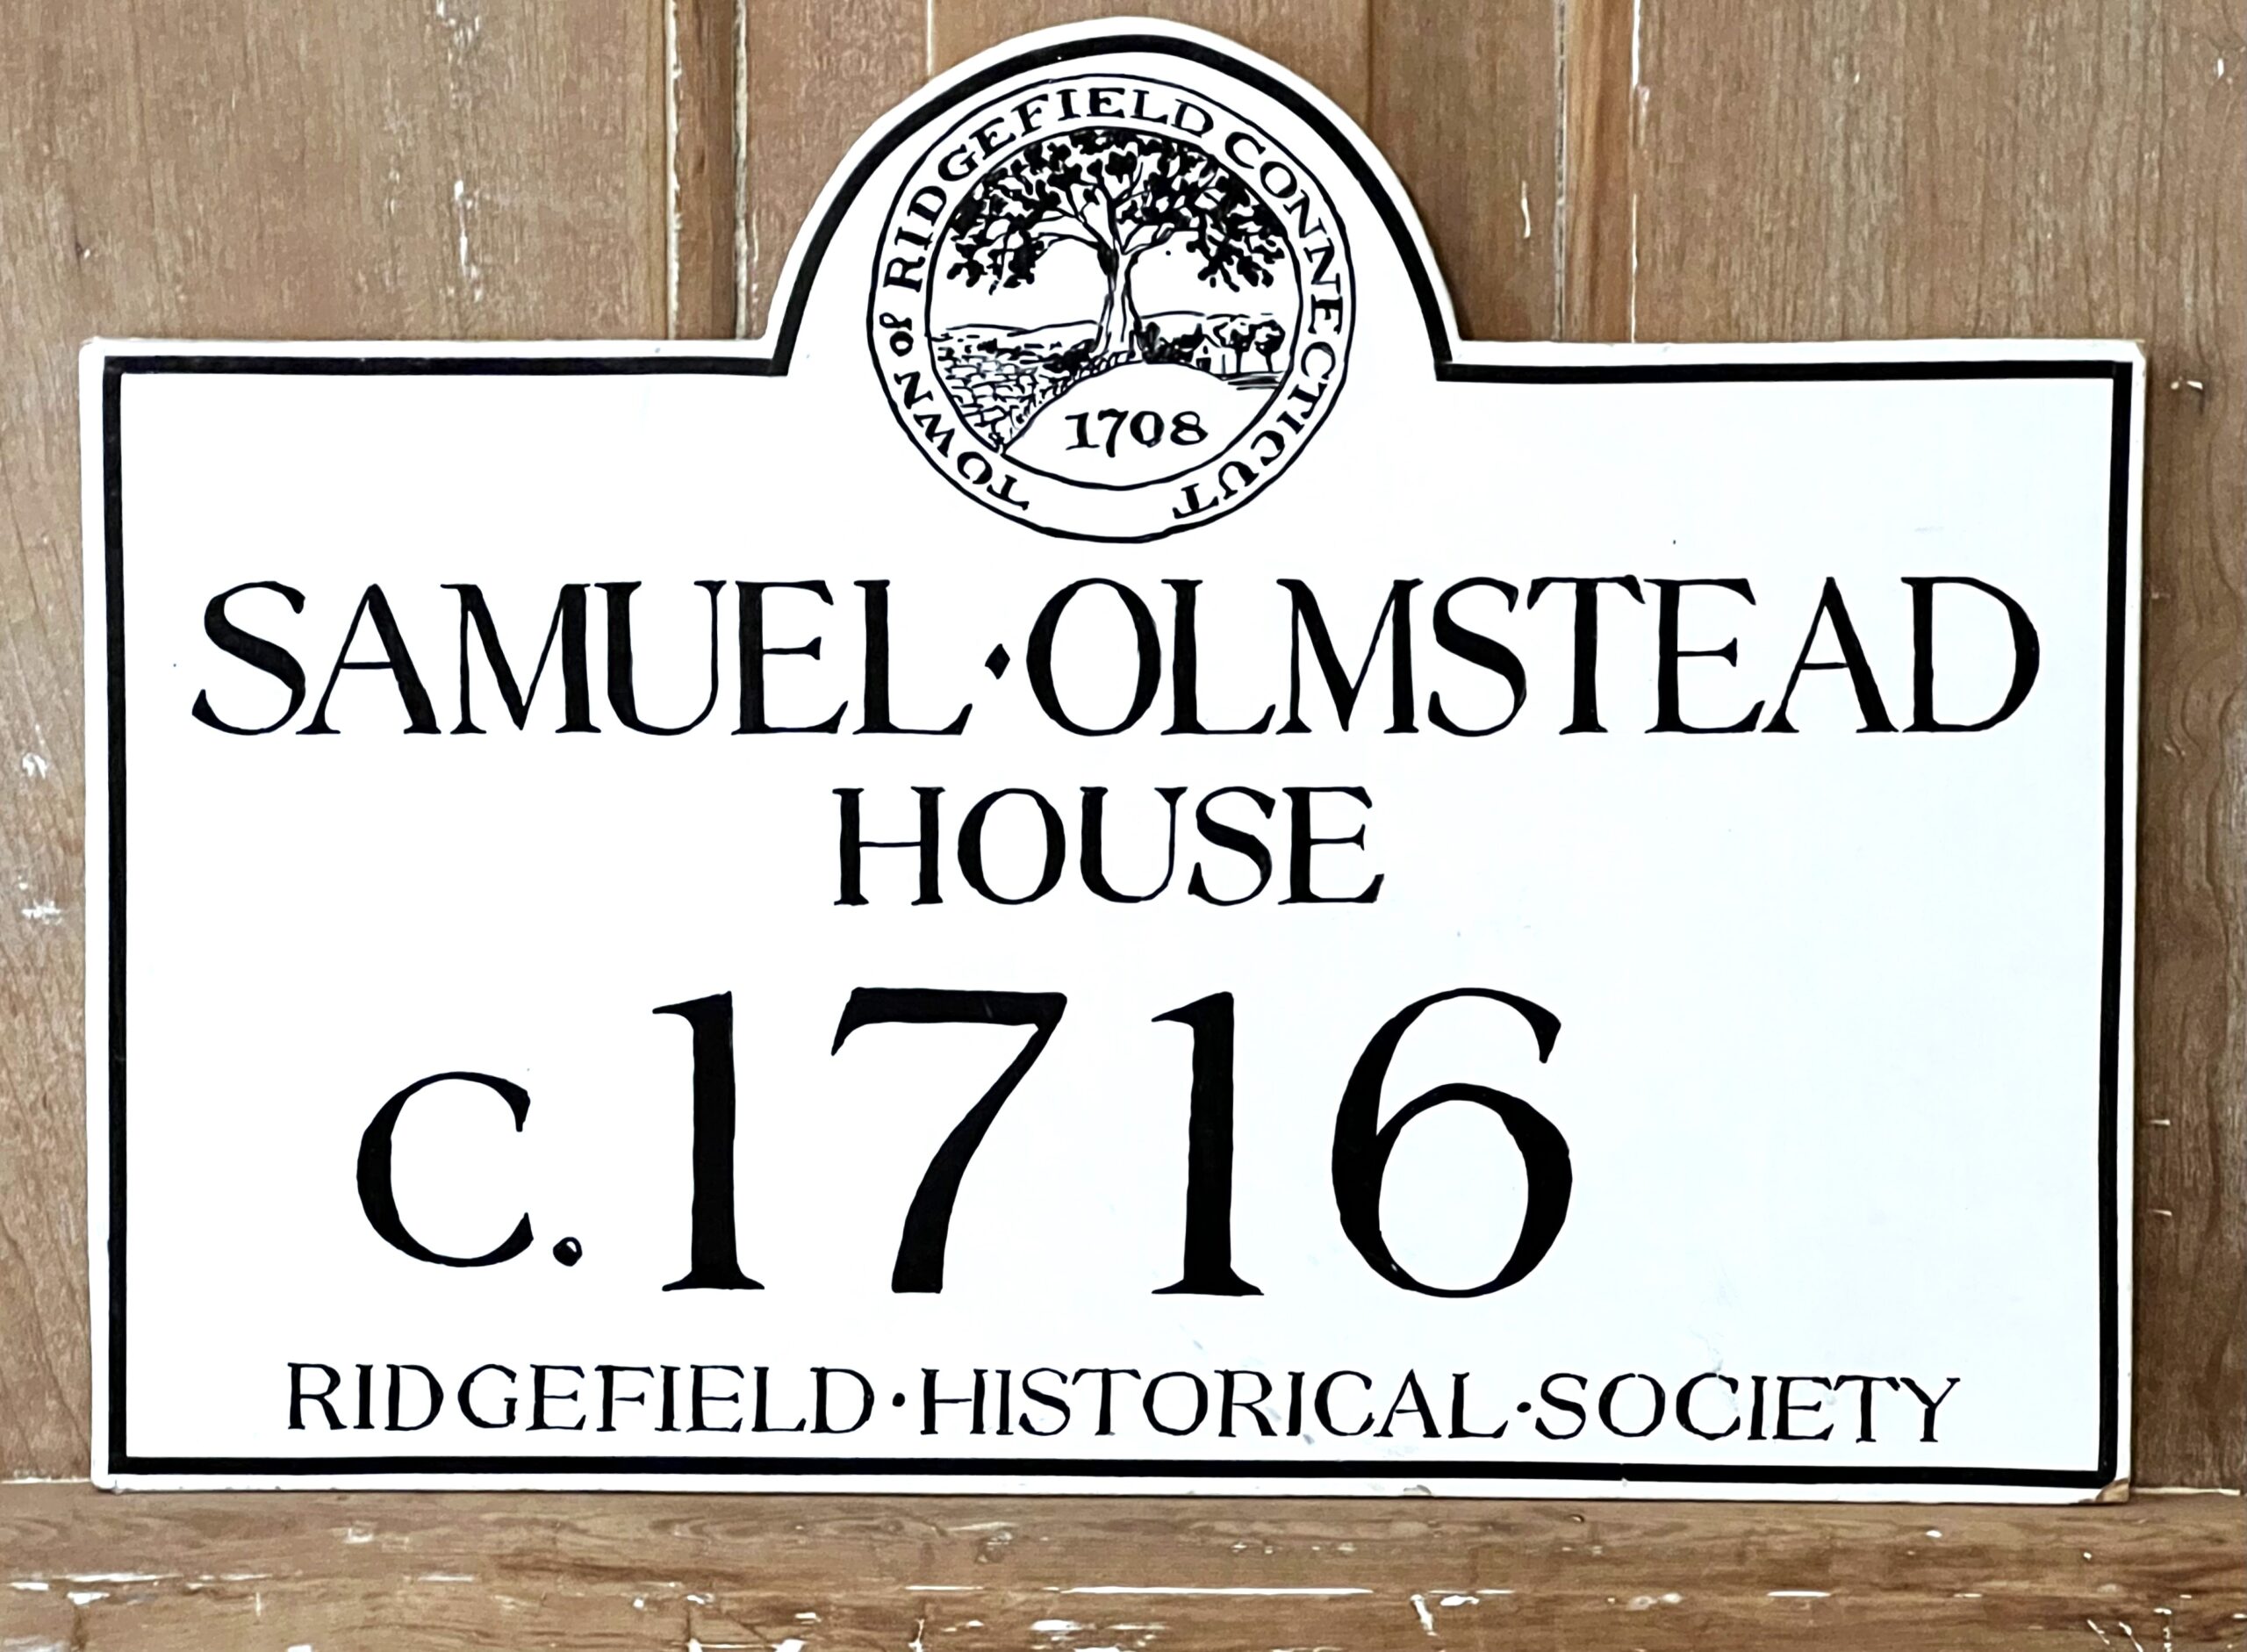 TOWN of RIDGEFIELD CONNECTICUT
1708
SAMUEL·OLMSTEAD
HOUSE
c.1716
RIDGEFIELD·HISTORICAL·SOCIETY